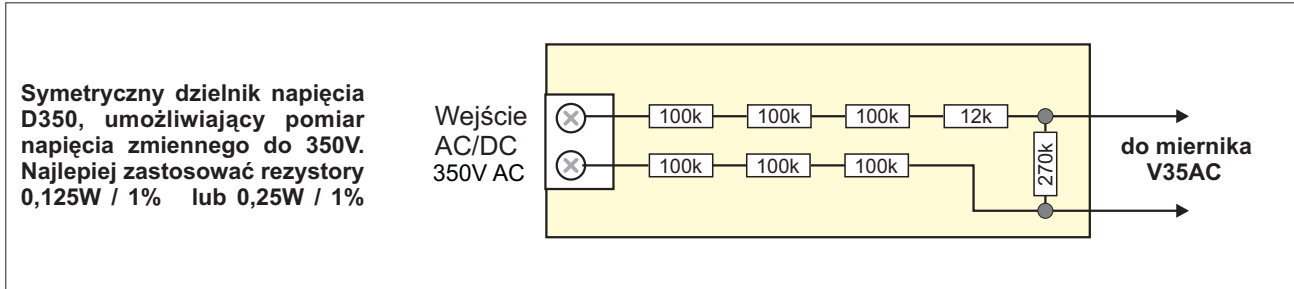 Symetryczny dzielnik napięcia
D350, umożliwiający pomiar
napięcia zmiennego do 350V.
Najlepiej zastosować rezystory
0,125W / 1% lub 0,25W / 1%
Wejście
AC/DC
350V AC
100k 100k 100k 12k
100k 100k 100k
270k
do miernika
V35AC